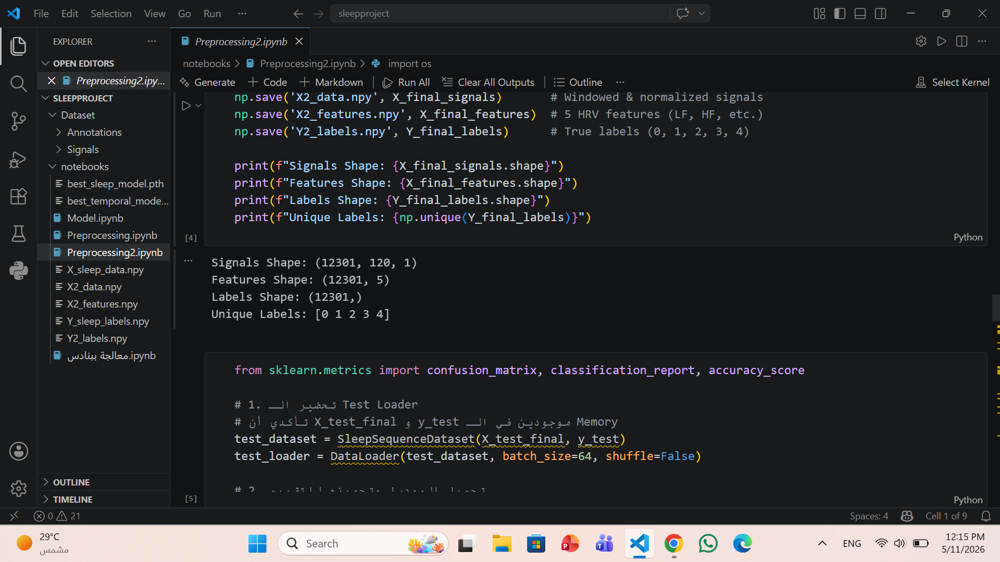 File Edit Selection View Go Run ···
sleepproject
EXPLORER ···
OPEN EDITORS
Preprocessing2.ipy...
SLEEPPROJECT
Dataset
Annotations
Signals
notebooks
best_sleep_model.pth
best_temporal_mode...
Model.ipynb
Preprocessing.ipynb
Preprocessing2.ipynb
X_sleep_data.npy
X2_data.npy
X2_features.npy
Y_sleep_labels.npy
Y2_labels.npy
معالجة ببنادس.ipynb
OUTLINE
TIMELINE
Preprocessing2.ipynb
notebooks > Preprocessing2.ipynb > import os
Generate + Code + Markdown | Run All Clear All Outputs | Outline ··· Select Kernel
np.save('X2_data.npy', X_final_signals)       # Windowed & normalized signals
np.save('X2_features.npy', X_final_features)  # 5 HRV features (LF, HF, etc.)
np.save('Y2_labels.npy', Y_final_labels)      # True labels (0, 1, 2, 3, 4)
print(f"Signals Shape: {X_final_signals.shape}")
print(f"Features Shape: {X_final_features.shape}")
print(f"Labels Shape: {Y_final_labels.shape}")
print(f"Unique Labels: {np.unique(Y_final_labels)}")
[4] Python
Signals Shape: (12301, 120, 1)
Features Shape: (12301, 5)
Labels Shape: (12301,)
Unique Labels: [0 1 2 3 4]
from sklearn.metrics import confusion_matrix, classification_report, accuracy_score
# 1. تحضير الـ Test Loader
# تأكدي أن X_test_final و y_test موجودين في الـ Memory
test_dataset = SleepSequenceDataset(X_test_final, y_test)
test_loader = DataLoader(test_dataset, batch_size=64, shuffle=False)
# 2.
[5] Python
0 21 Spaces: 4 Cell 1 of 9
29°C
مشمس
Search
ENG
12:15 PM
5/11/2026